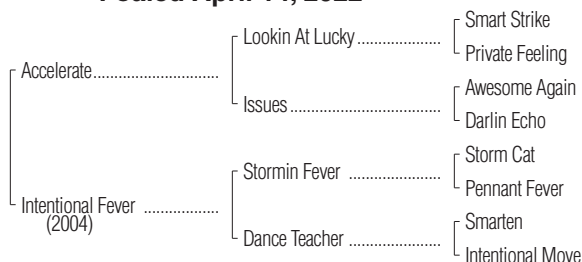 Foaled April 14, 2022
Smart Strike
Lookin At Lucky
Private Feeling
Accelerate
Awesome Again
Issues
Darlin Echo
Storm Cat
Stormin Fever
Pennant Fever
Intentional Fever
(2004)
Smarten
Dance Teacher
Intentional Move